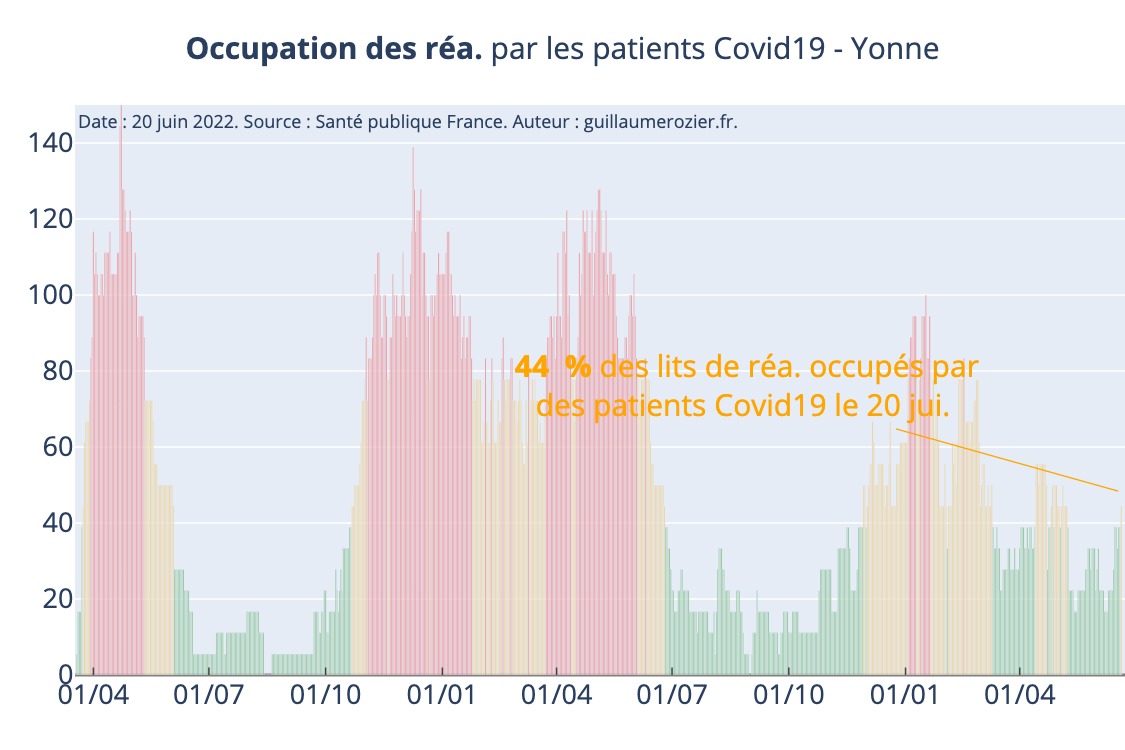 Occupation des réa. par les patients Covid19 - Yonne
Date : 20 juin 2022. Source : Santé publique France. Auteur : guillaumerozier.fr.
140
120
100
80
60
40
20
0
44 % des lits de réa. occupés par
des patients Covid19 le 20 jui.
01/04 01/07 01/10 01/01 01/04 01/07 01/10 01/01 01/04